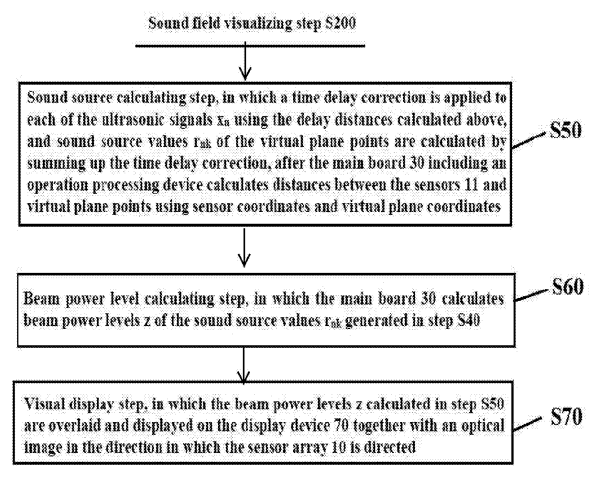 Sound field visualizing step S200
Sound source calculating step, in which a time delay correction is applied to
each of the ultrasonic signals xn using the delay distances calculated above,
and sound source values rnk of the virtual plane points are calculated by
summing up the time delay correction, after the main board 30 including an
operation processing device calculates distances between the sensors 11 and
virtual plane points using sensor coordinates and virtual plane coordinates
S50
Beam power level calculating step, in which the main board 30 calculates
beam power levels z of the sound source values rnk generated in step S40
S60
Visual display step, in which the beam power levels z calculated in step S50
are overlaid and displayed on the display device 70 together with an optical
image in the direction in which the sensor array 10 is directed
S70